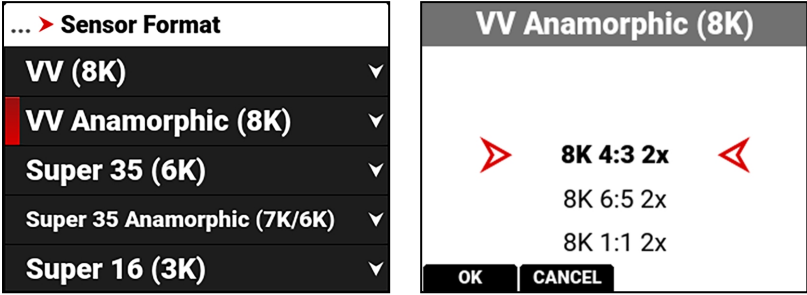 ... Sensor Format
VV (8K)
VV Anamorphic (8K)
Super 35 (6K)
Super 35 Anamorphic (7K/6K)
Super 16 (3K)
VV Anamorphic (8K)
8K 4:3 2x
8K 6:5 2x
8K 1:1 2x
OK CANCEL